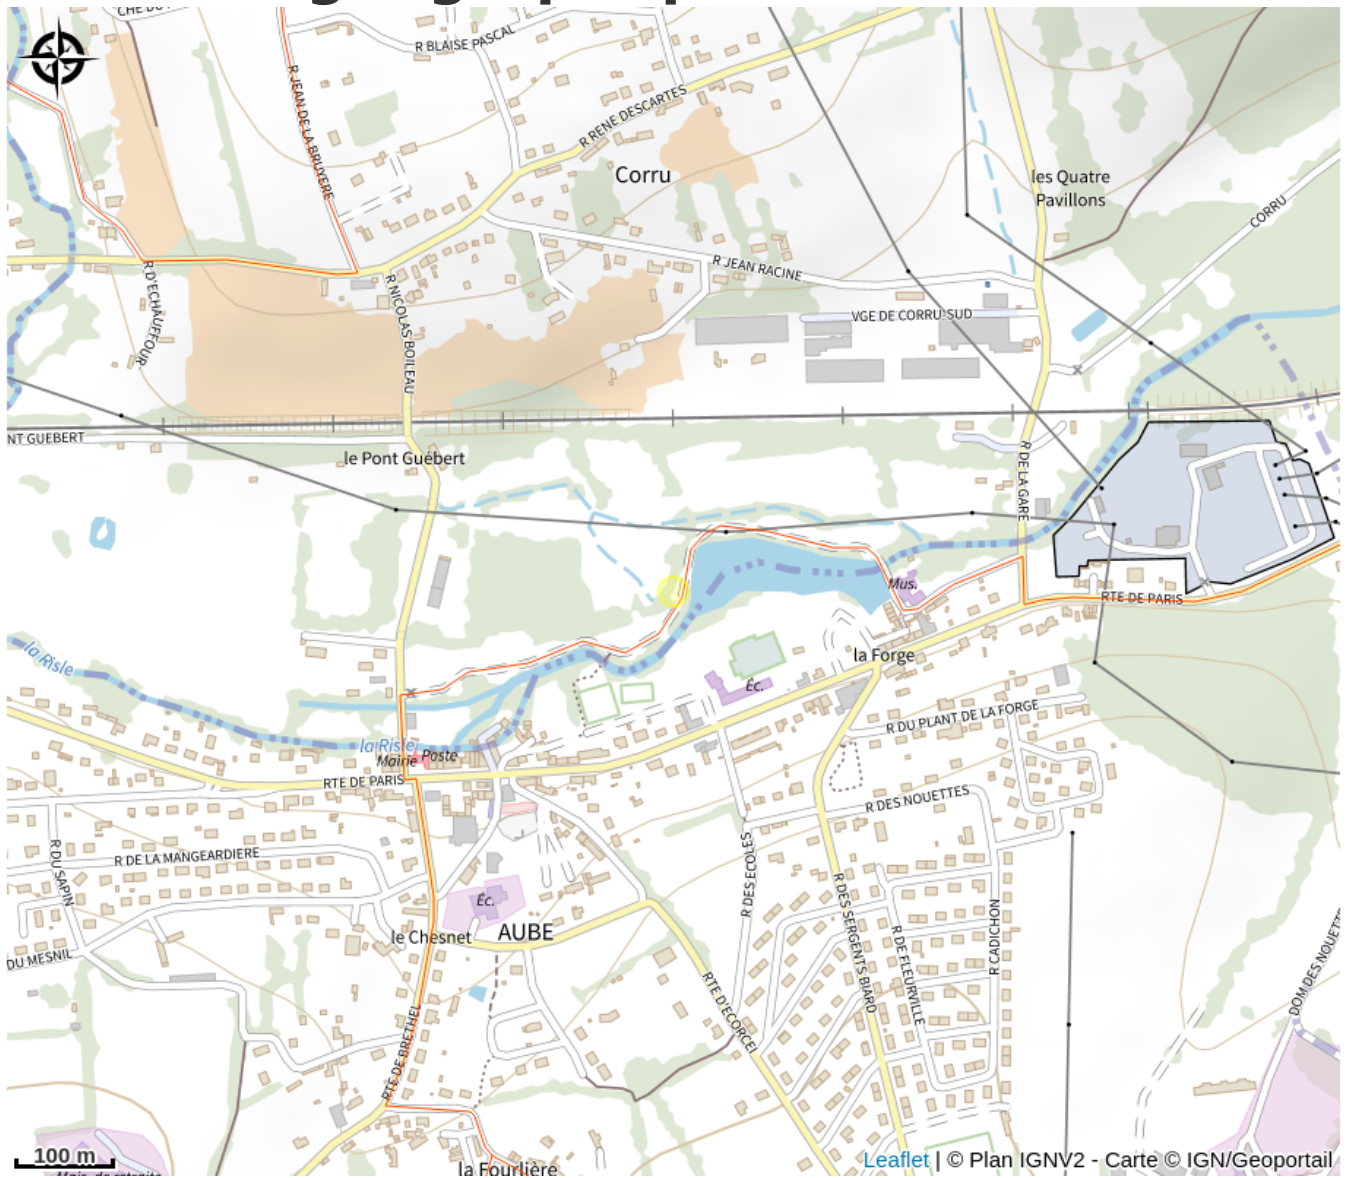 R BLAISE PASCAL
R JEAN DE LA BRUYERE
R RENE DESCARTES
Corru
les Quatre
Pavillons
CORRU
R JEAN RACINE
R D'ECHAUFFOUR
R NICOLAS BOILEAU
VGE DE CORRU-SUD
NT GUEBERT
le Pont Guébert
R DE LA GARE
Mus.
RTE DE PARIS
la Risle
la Forge
Éc.
R DU PLANT DE LA FORGE
la Risle
Mairie
Poste
RTE DE PARIS
R DES NOUETTES
R DE LA MANGEARDIERE
R DU SAPIN
R DES ECOLES
Éc.
le Chesnet
AUBE
R DES SERGENTS BIARD
R DE FLEURVILLE
R CADICHON
DU MESNIL
RTE D'ECORCEI
DOM DES NOUETT
RTE DE BRETHEL
100 m
la Fourlière
Leaflet | © Plan IGNV2 - Carte © IGN/Geoportail